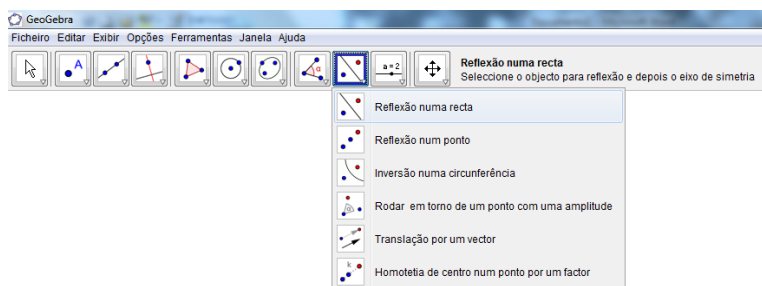 GeoGebra
Ficheiro Editar Exibir Opções Ferramentas Janela Ajuda
A
α
a = 2
Reflexão numa recta
Seleccione o objecto para reflexão e depois o eixo de simetria
Reflexão numa recta
Reflexão num ponto
Inversão numa circunferência
Rodar em torno de um ponto com uma amplitude
Translação por um vector
k
Homotetia de centro num ponto por um factor